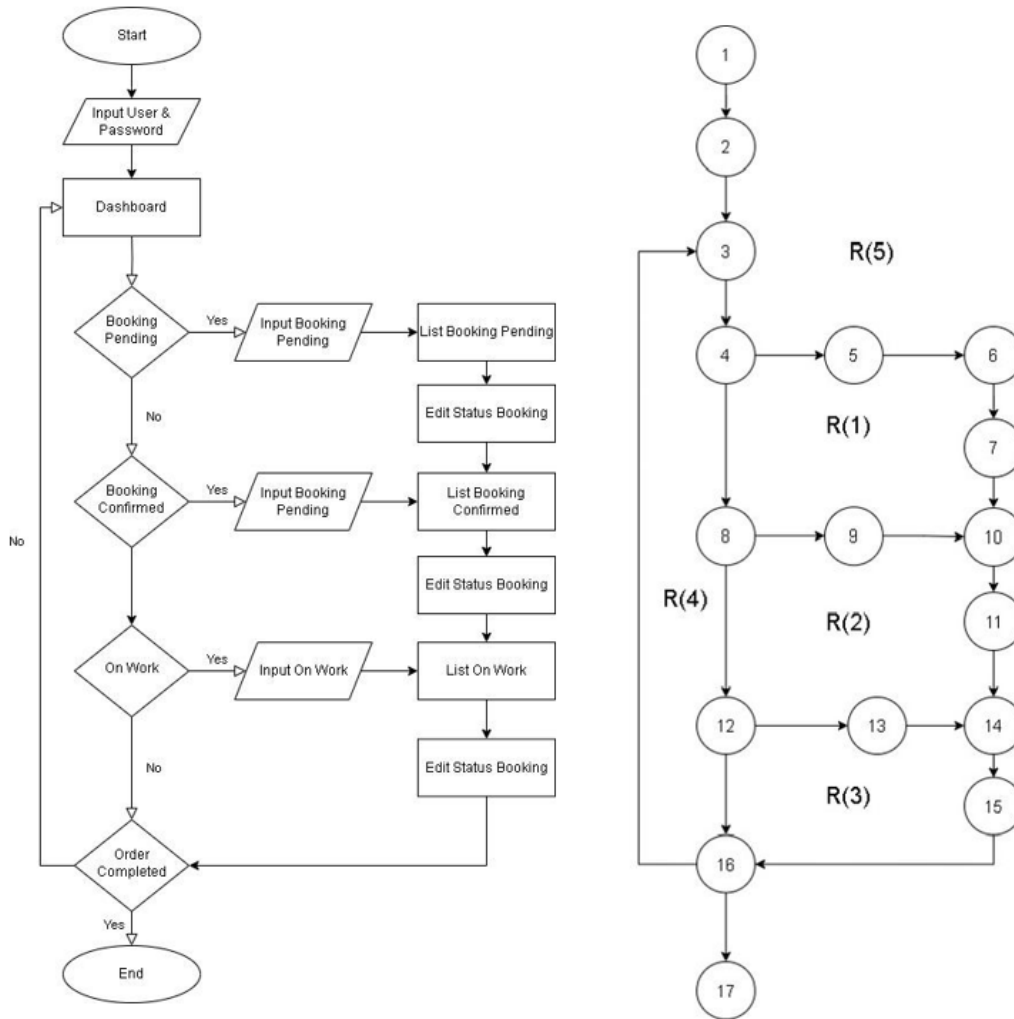 Start
Input User &
Password
Dashboard
Booking
Pending
Yes
Input Booking
Pending
List Booking Pending
Edit Status Booking
No
Booking
Confirmed
Yes
Input Booking
Pending
List Booking
Confirmed
No
Edit Status Booking
On Work
Yes
Input On Work
List On Work
Edit Status Booking
No
Order
Completed
Yes
End
1
2
3
R(5)
4
5
6
R(1)
7
8
9
10
R(4)
R(2)
11
12
13
14
R(3)
15
16
17